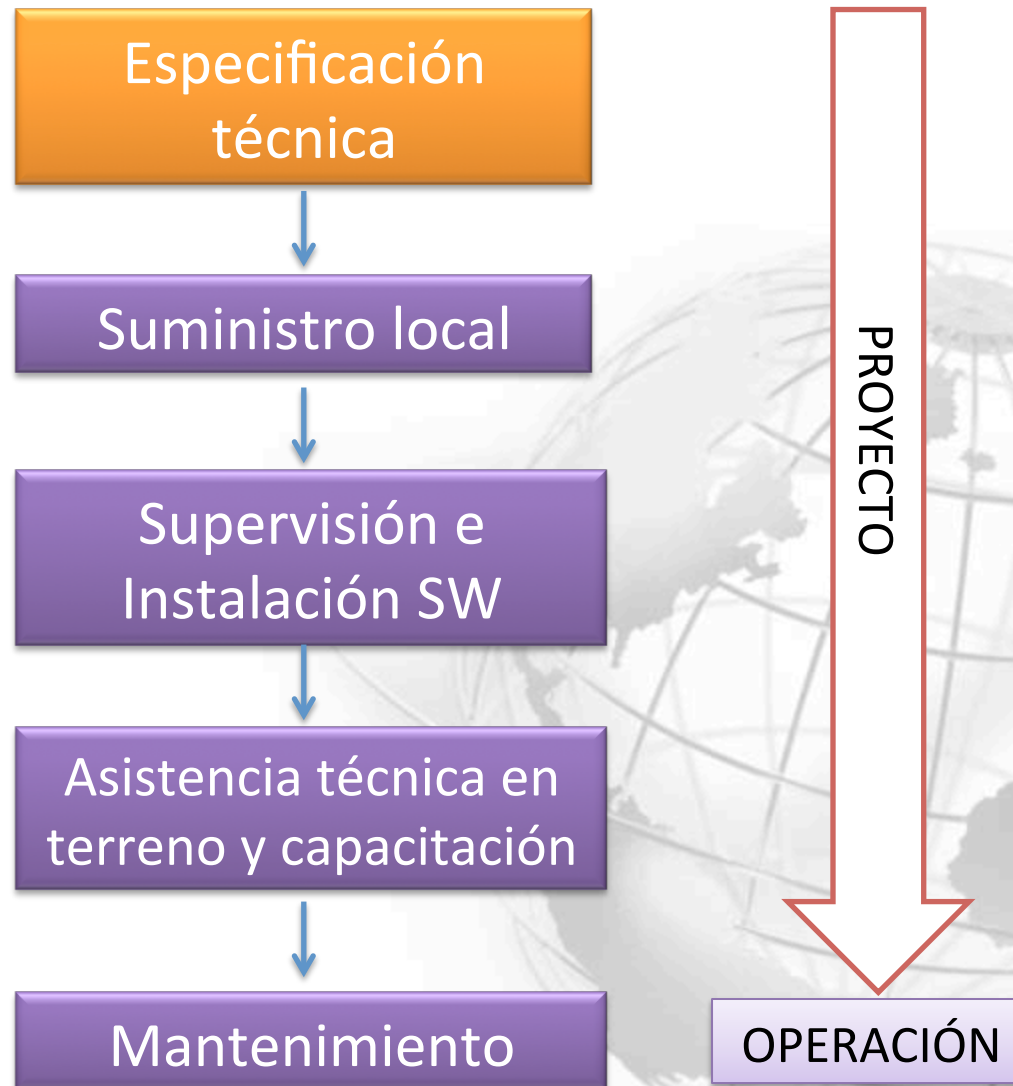 Especificación
técnica
Suministro local
Supervisión e
Instalación SW
Asistencia técnica en
terreno y capacitación
Mantenimiento
PROYECTO
OPERACIÓN